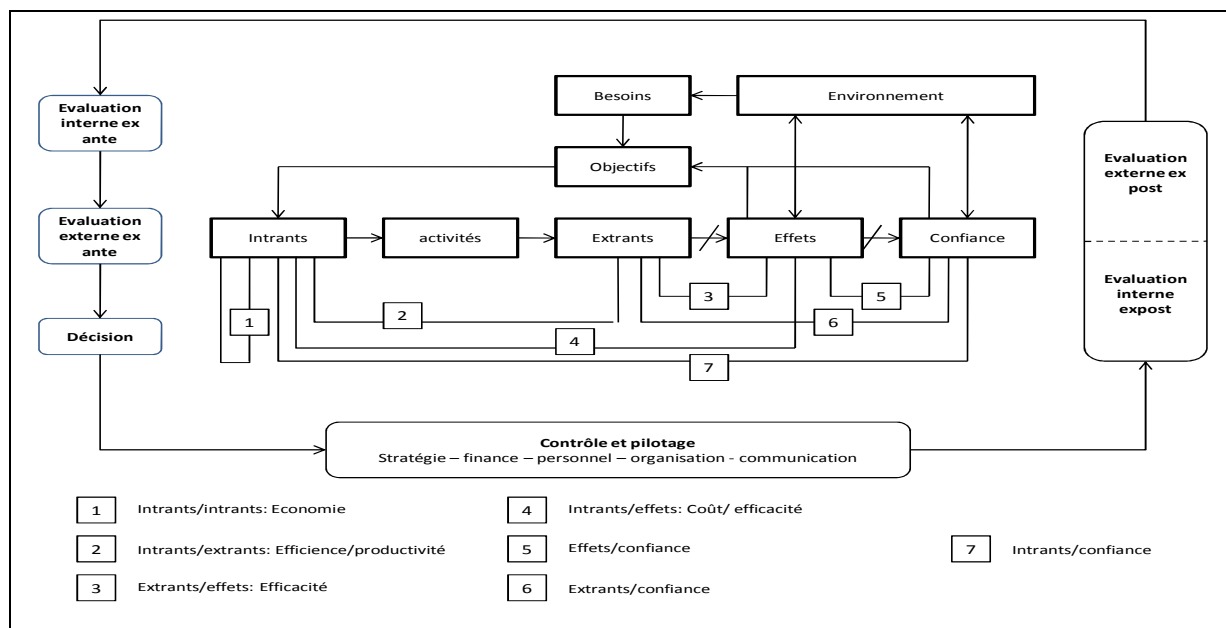 Besoins
Environnement
Evaluation
interne ex
ante
Evaluation
externe ex
post
Objectifs
Evaluation
externe ex
ante
Intrants
activités
Extrants
Effets
Confiance
Evaluation
interne
expost
3
5
1
2
6
Décision
4
7
Contrôle et pilotage
Stratégie – finance – personnel – organisation - communication
1 Intrants/intrants: Economie
4 Intrants/effets: Coût/ efficacité
2 Intrants/extrants: Efficience/productivité
5 Effets/confiance
7 Intrants/confiance
3 Extrants/effets: Efficacité
6 Extrants/confiance